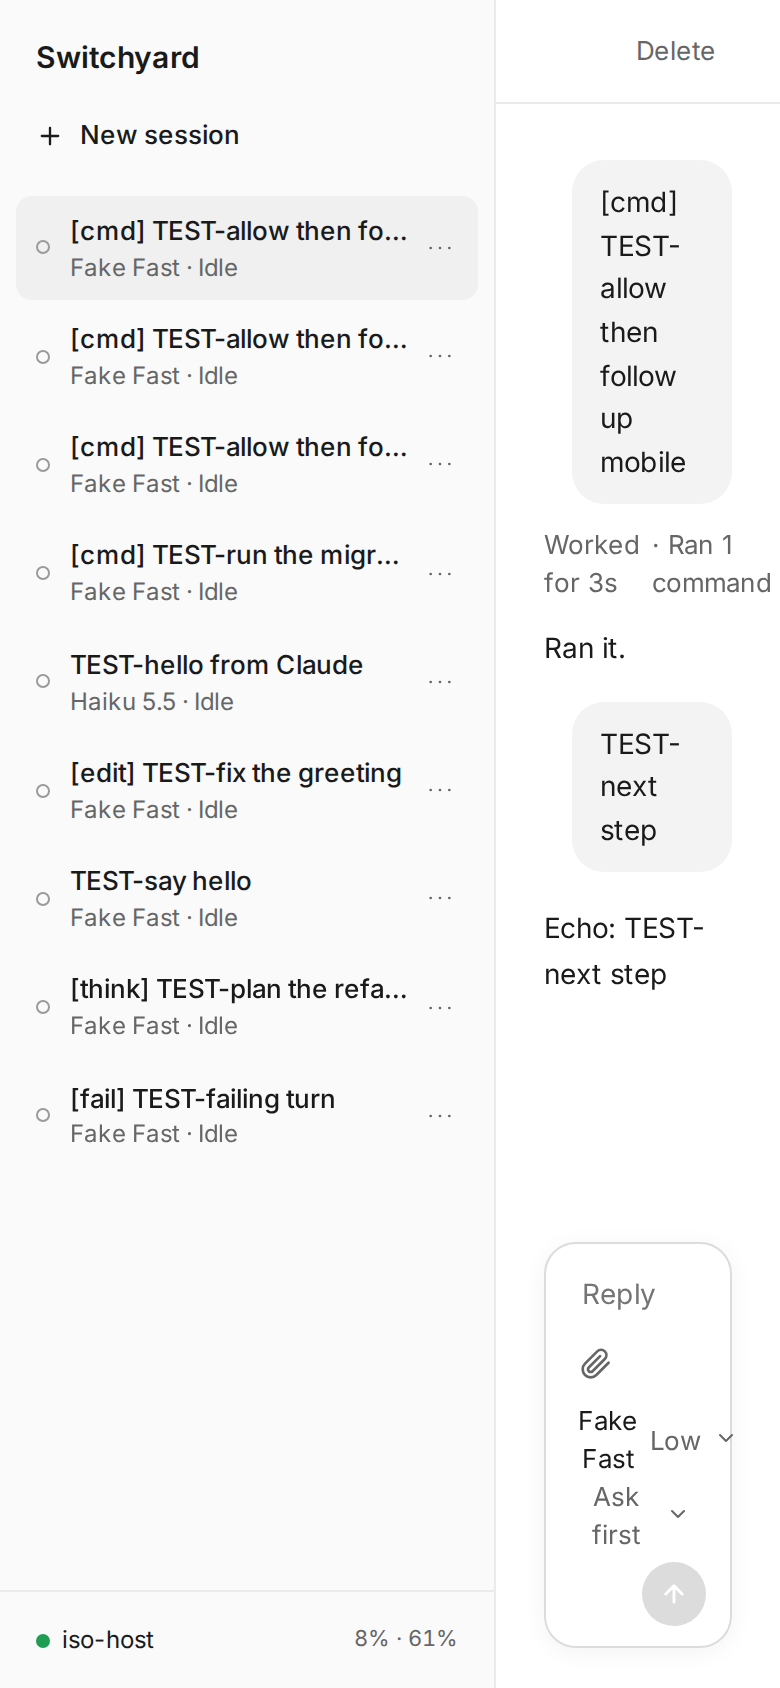 Switchyard
New session
[cmd] TEST-allow then fo...
Fake Fast · Idle
[cmd] TEST-allow then fo...
Fake Fast · Idle
[cmd] TEST-allow then fo...
Fake Fast · Idle
[cmd] TEST-run the migr...
Fake Fast · Idle
TEST-hello from Claude
Haiku 5.5 · Idle
[edit] TEST-fix the greeting
Fake Fast · Idle
TEST-say hello
Fake Fast · Idle
[think] TEST-plan the refa...
Fake Fast · Idle
[fail] TEST-failing turn
Fake Fast · Idle
iso-host
8% · 61%
Delete
[cmd]
TEST-
allow
then
follow
up
mobile
Worked · Ran 1
for 3s command
Ran it.
TEST-
next
step
Echo: TEST-
next step
Reply
Fake
Fast
Low
Ask
first